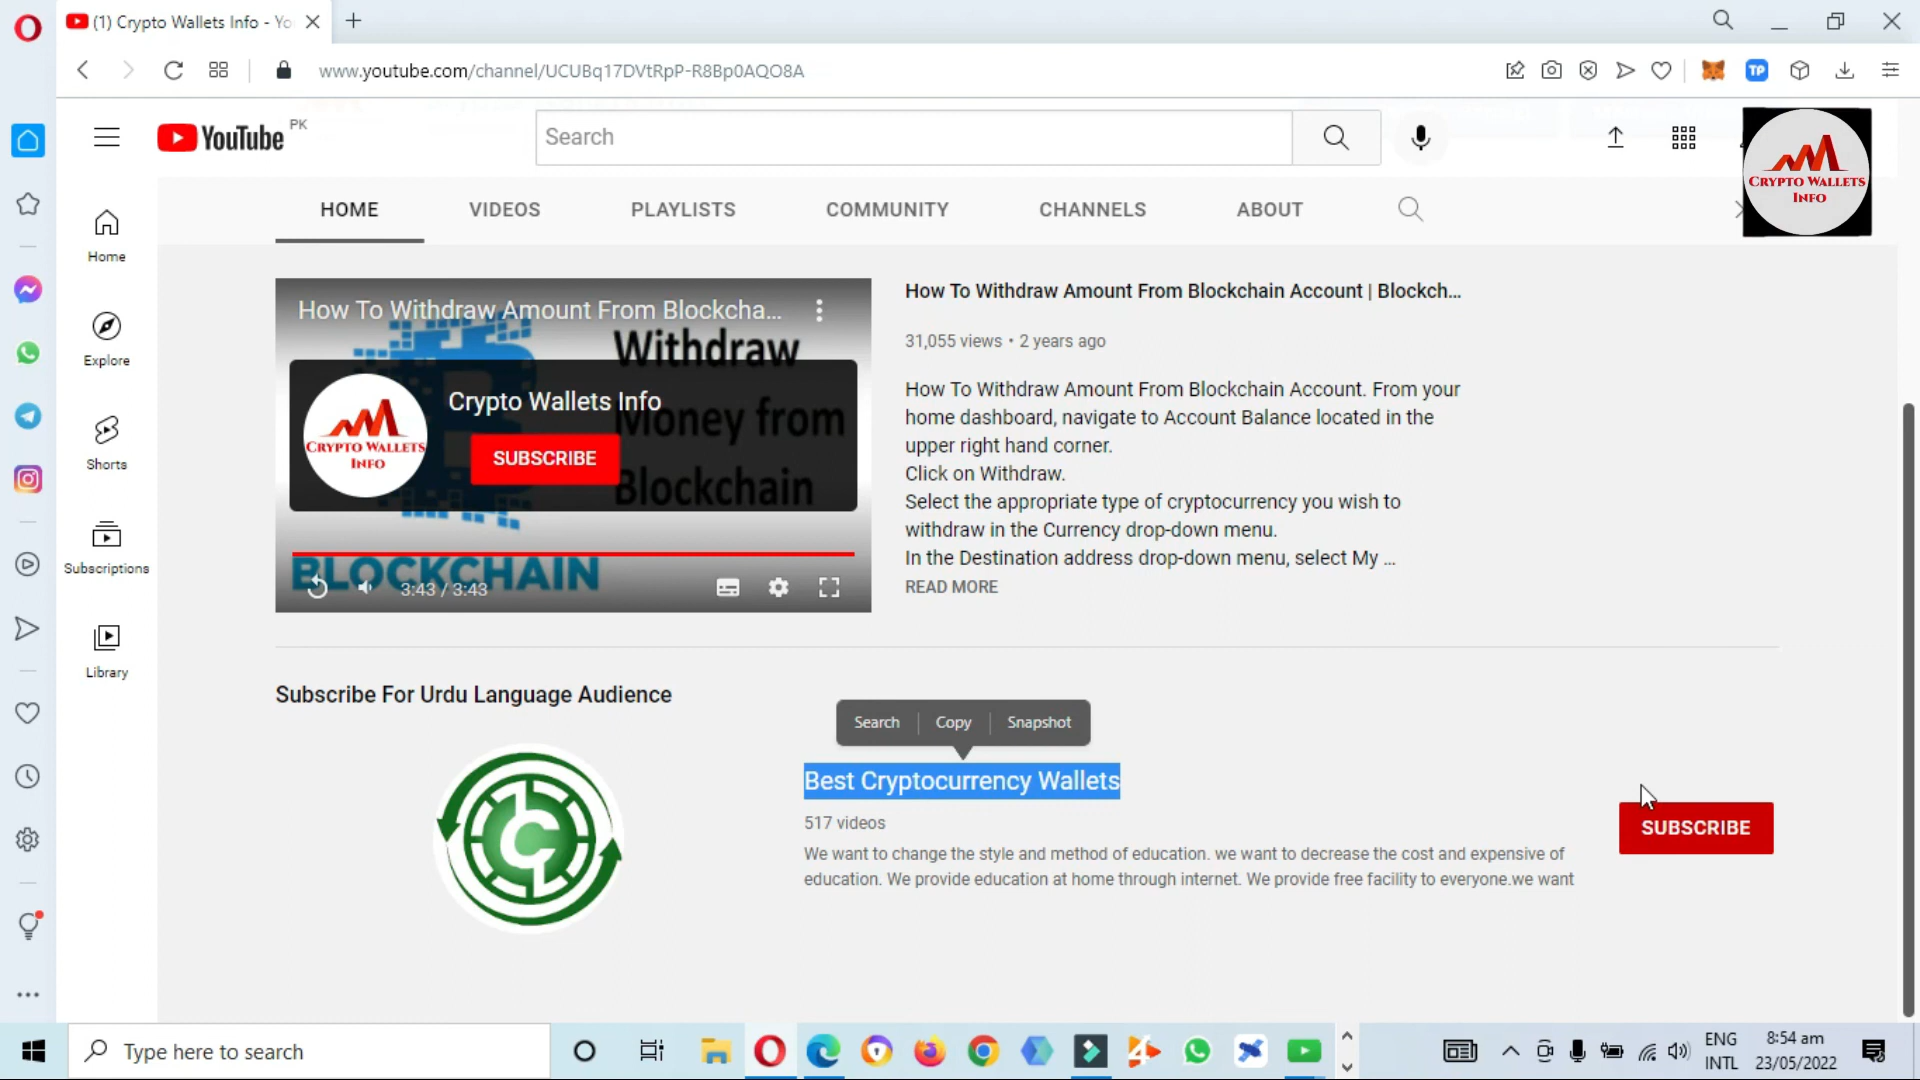 (1) Crypto Wallets Info - Yo
www.youtube.com/channel/UCUBq17DVtRpP-R8Bp0AQO8A
TP
YouTube PK
Search
CRYPTO WALLETS
INFO
HOME
VIDEOS
PLAYLISTS
COMMUNITY
CHANNELS
ABOUT
Home
Explore
Shorts
Subscriptions
Library
How To Withdraw Amount From Blockcha...
Withdraw
Money from
Blockchain
BLOCKCHAIN
CRYPTO WALLETS
INFO
Crypto Wallets Info
SUBSCRIBE
3:43 / 3:43
How To Withdraw Amount From Blockchain Account | Blockch...
31,055 views • 2 years ago
How To Withdraw Amount From Blockchain Account. From your
home dashboard, navigate to Account Balance located in the
upper right hand corner.
Click on Withdraw.
Select the appropriate type of cryptocurrency you wish to
withdraw in the Currency drop-down menu.
In the Destination address drop-down menu, select My ...
READ MORE
Subscribe For Urdu Language Audience
Search
Copy
Snapshot
Best Cryptocurrency Wallets
517 videos
We want to change the style and method of education. we want to decrease the cost and expensive of
education. We provide education at home through internet. We provide free facility to everyone.we want
SUBSCRIBE
Type here to search
ENG
INTL
8:54 am
23/05/2022